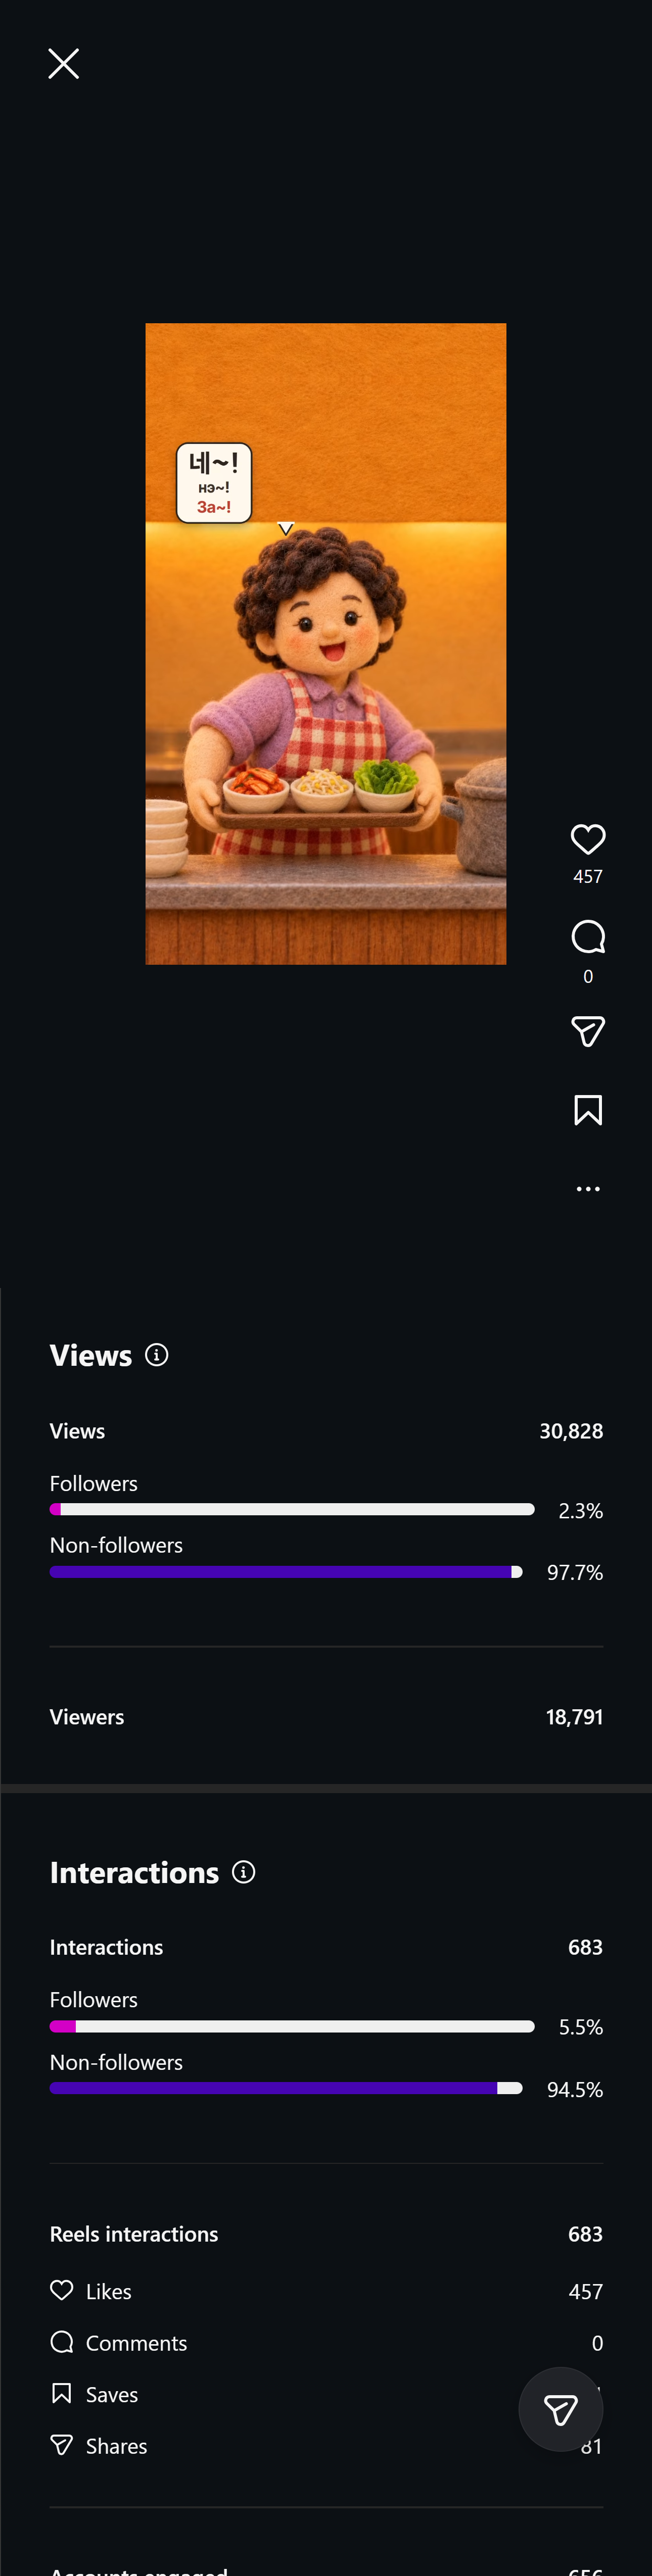 네~!
нэ~!
За~!
457
0
Views
Views 30,828
Followers
2.3%
Non-followers
97.7%
Viewers 18,791
Interactions
Interactions 683
Followers
5.5%
Non-followers
94.5%
Reels interactions 683
Likes 457
Comments 0
Saves
Shares 81
Accounts engaged 656